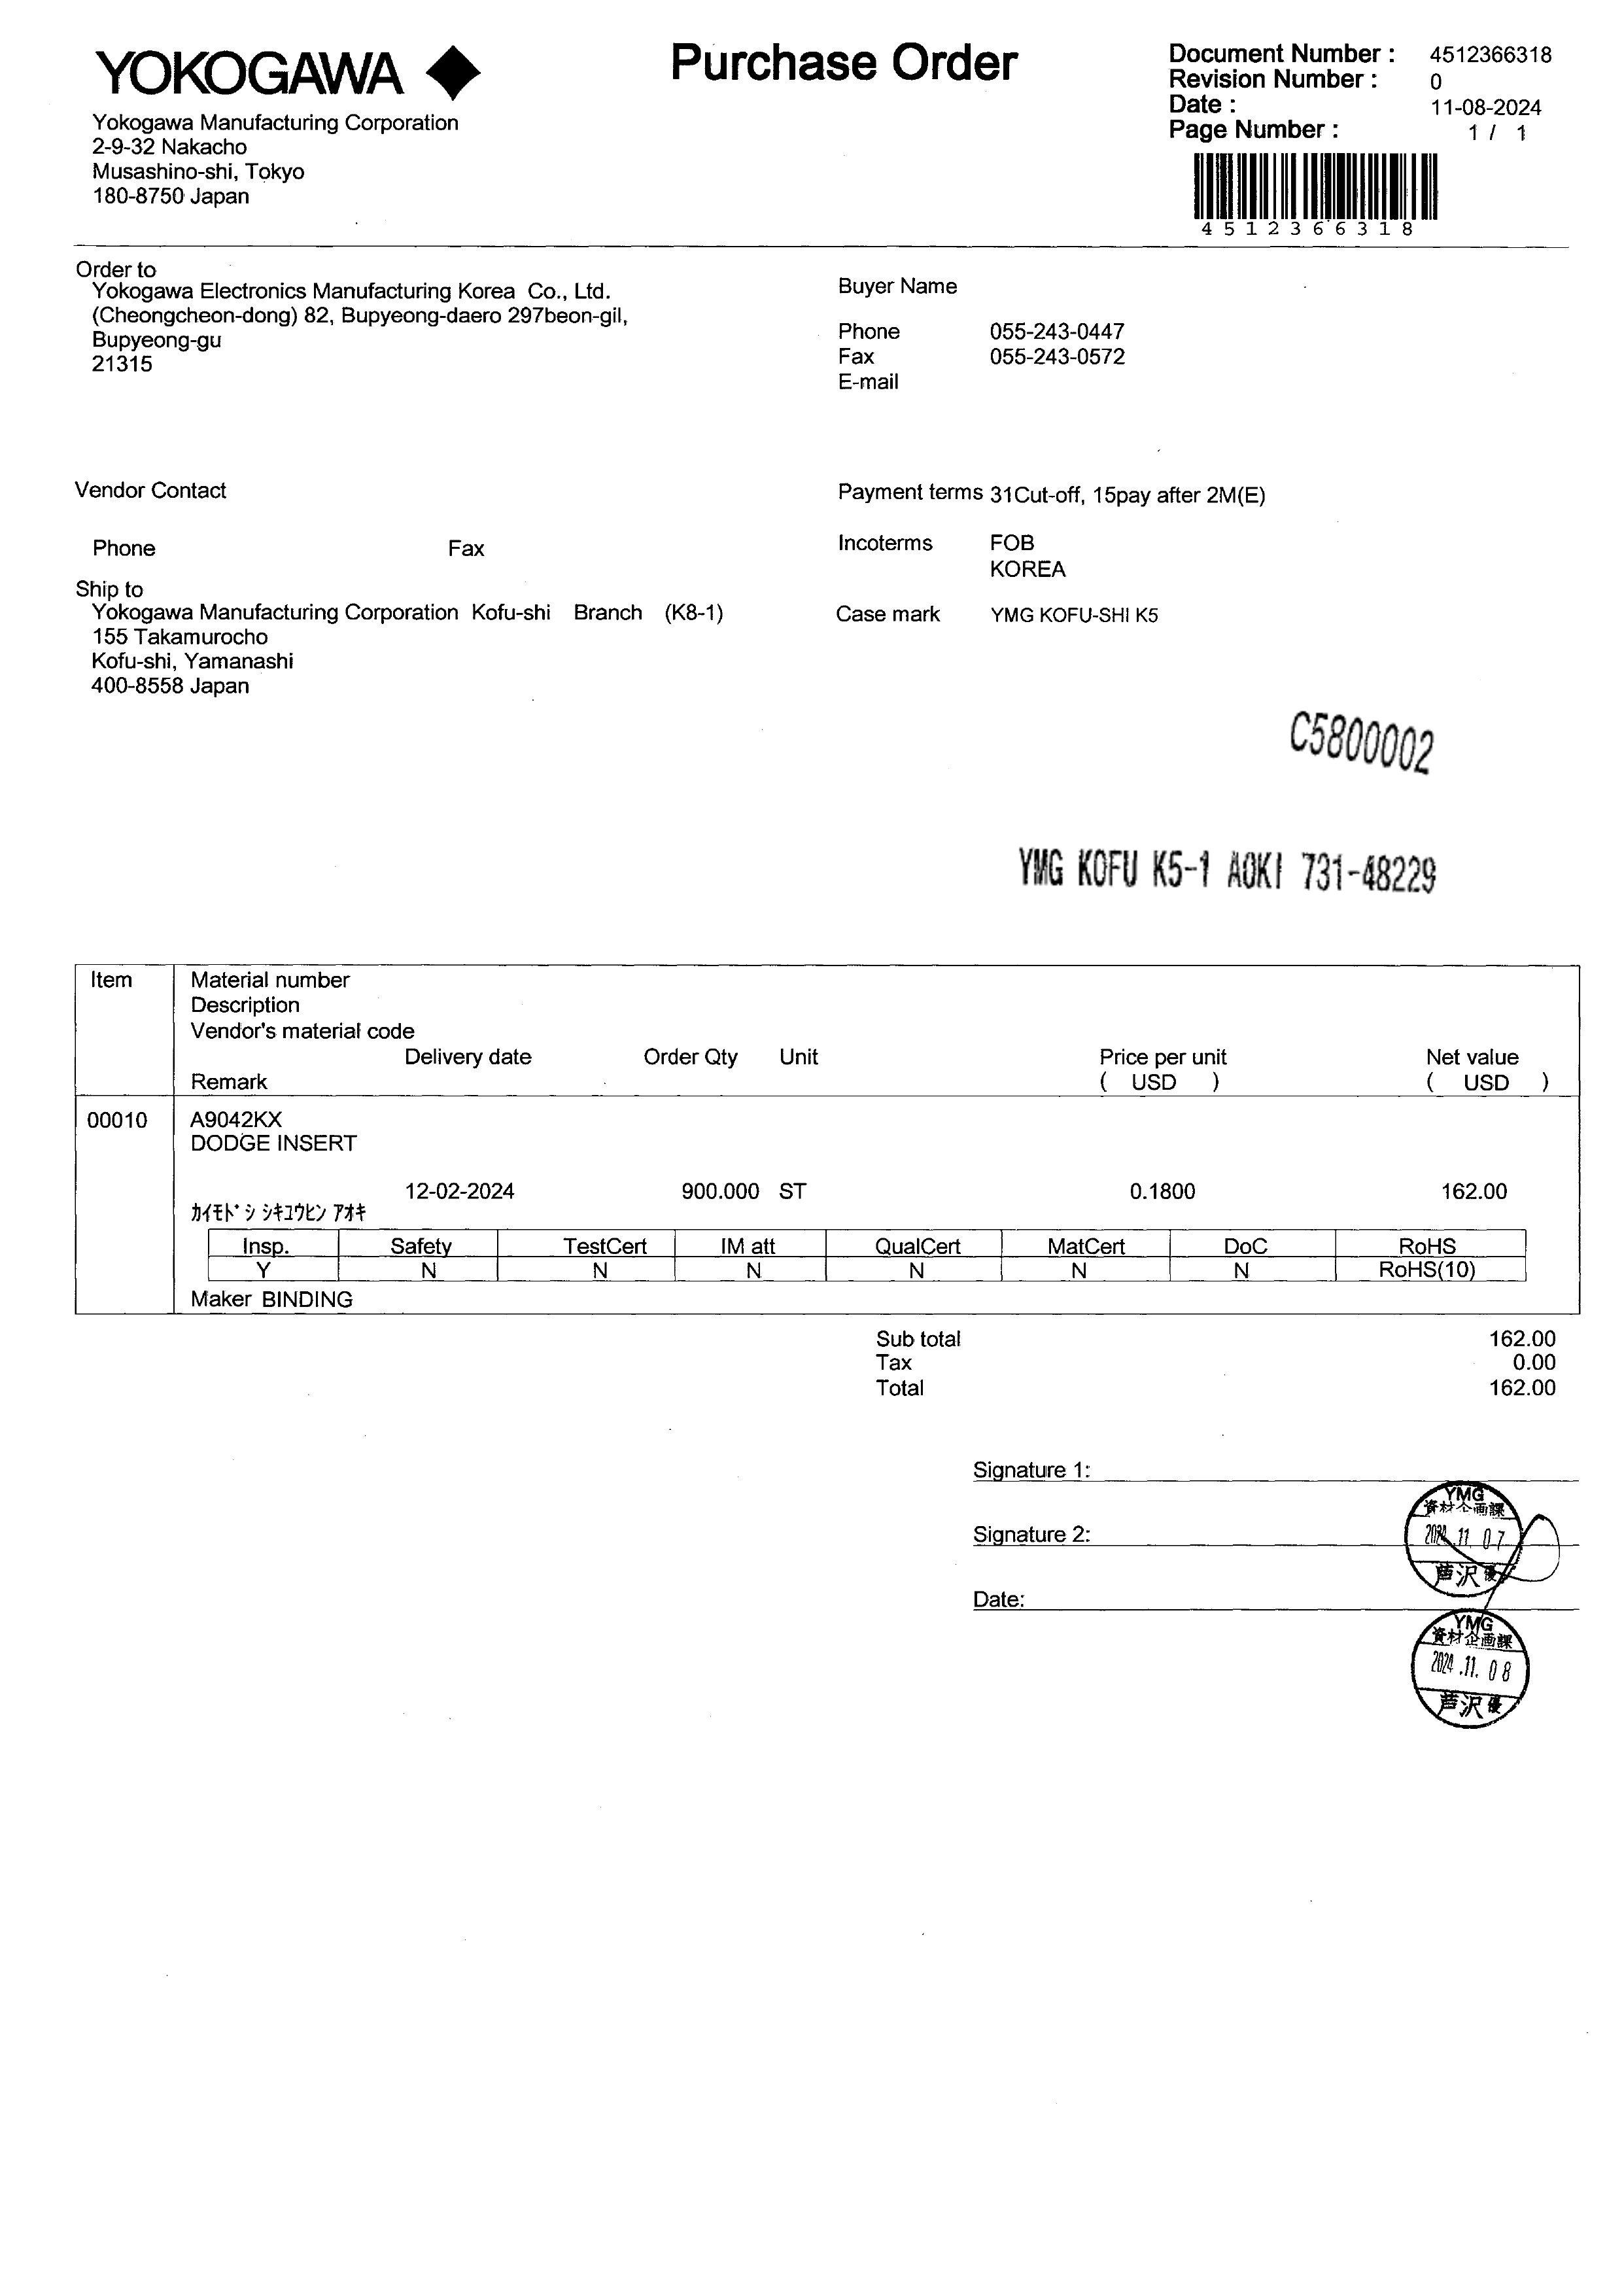 YOKOGAWA
Purchase Order
Document Number : 4512366318
Revision Number : 0
Date : 11-08-2024
Page Number : 1 / 1
4512366318
Yokogawa Manufacturing Corporation
2-9-32 Nakacho
Musashino-shi, Tokyo
180-8750 Japan
Order to
Yokogawa Electronics Manufacturing Korea Co., Ltd.
(Cheongcheon-dong) 82, Bupyeong-daero 297beon-gil,
Bupyeong-gu
21315
Buyer Name
Phone 055-243-0447
Fax 055-243-0572
E-mail
Vendor Contact
Phone Fax
Payment terms 31Cut-off, 15pay after 2M(E)
Incoterms FOB
KOREA
Ship to
Yokogawa Manufacturing Corporation Kofu-shi Branch (K8-1)
155 Takamurocho
Kofu-shi, Yamanashi
400-8558 Japan
Case mark YMG KOFU-SHI K5
C5800002
YMG KOFU K5-1 AOKI 731-48229
Item Material number
Description
Vendor's material code
Delivery date Order Qty Unit Price per unit Net value
Remark ( USD ) ( USD )
00010 A9042KX
DODGE INSERT
12-02-2024 900.000 ST 0.1800 162.00
ｶｲﾓﾄﾞｼ ｼｷﾕｳﾋﾝ ｱｵｷ
Insp. Safety TestCert IM att QualCert MatCert DoC RoHS
Y N N N N N N RoHS(10)
Maker BINDING
Sub total 162.00
Tax 0.00
Total 162.00
Signature 1:
Signature 2:
Date:
YMG
資材企画課
2024.11.07
芦沢優
YMG
資材企画課
2024.11.08
芦沢優